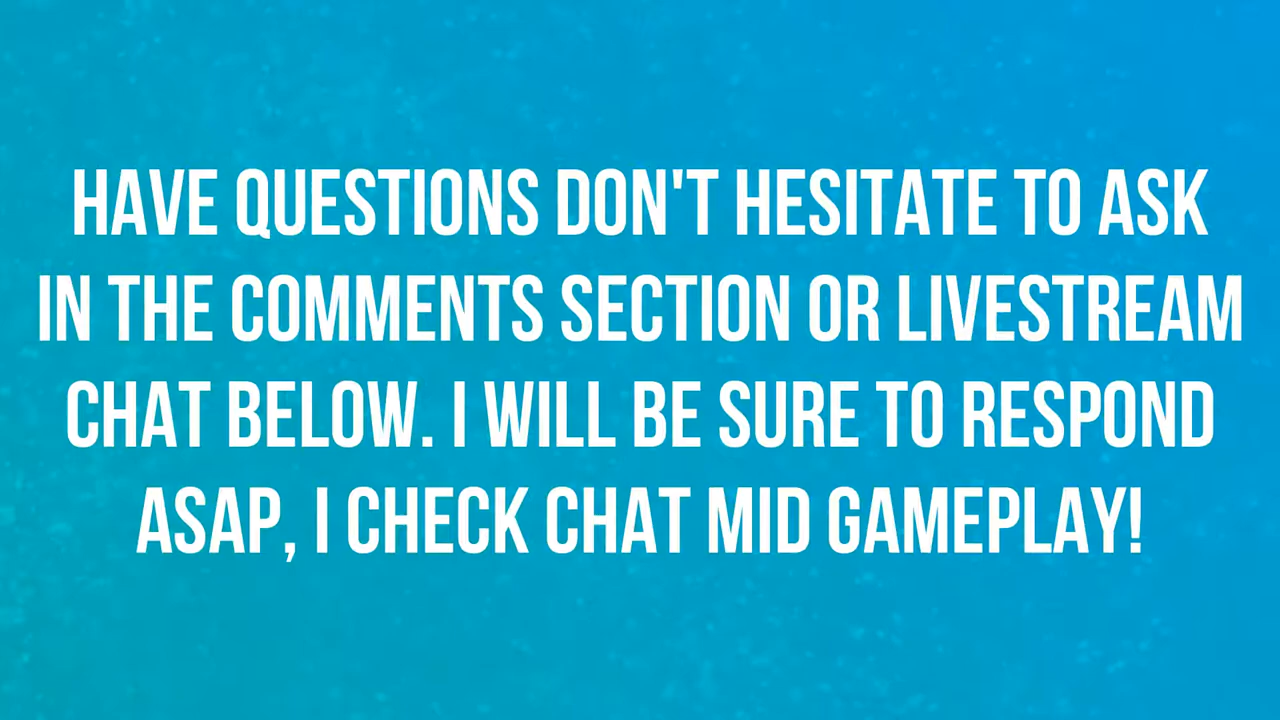 HAVE QUESTIONS DON'T HESITATE TO ASK
IN THE COMMENTS SECTION OR LIVESTREAM
CHAT BELOW. I WILL BE SURE TO RESPOND
ASAP, I CHECK CHAT MID GAMEPLAY!